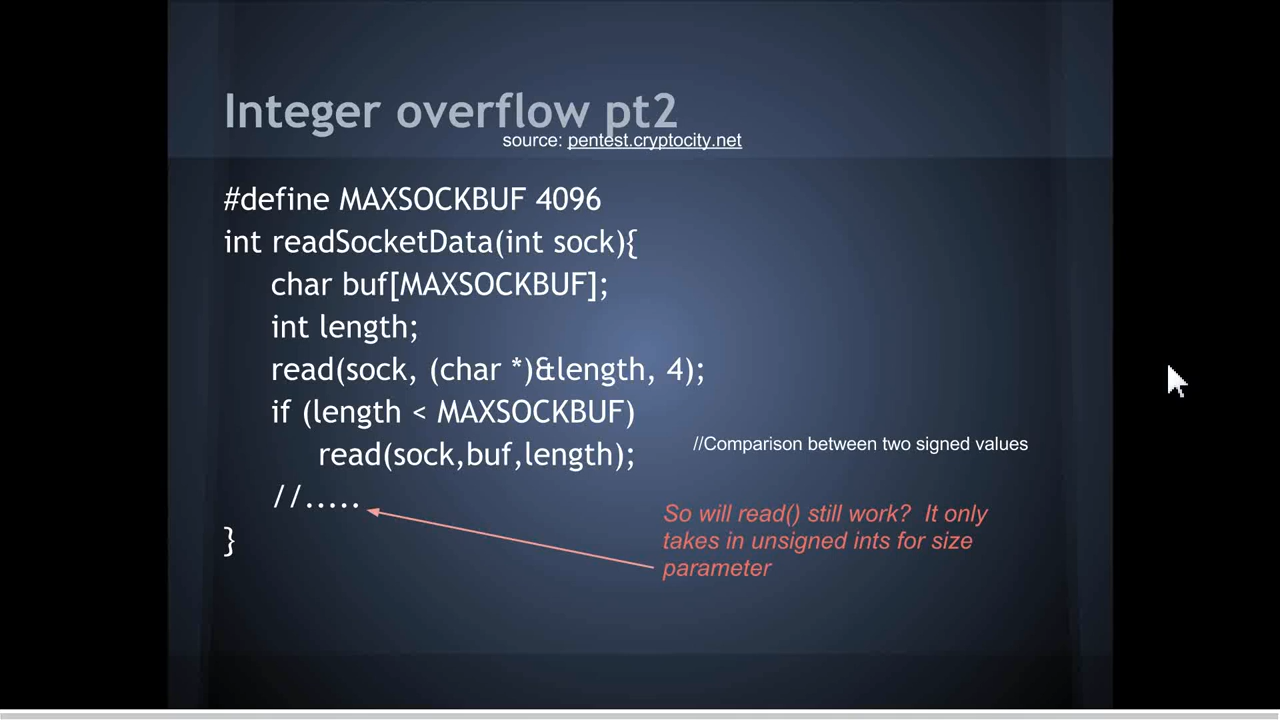 Integer overflow pt2
source: pentest.cryptocity.net
#define MAXSOCKBUF 4096
int readSocketData(int sock){
char buf[MAXSOCKBUF];
int length;
read(sock, (char *)&length, 4);
if (length < MAXSOCKBUF)
read(sock,buf,length);
//Comparison between two signed values
//.....
So will read() still work?  It only
takes in unsigned ints for size
parameter
}